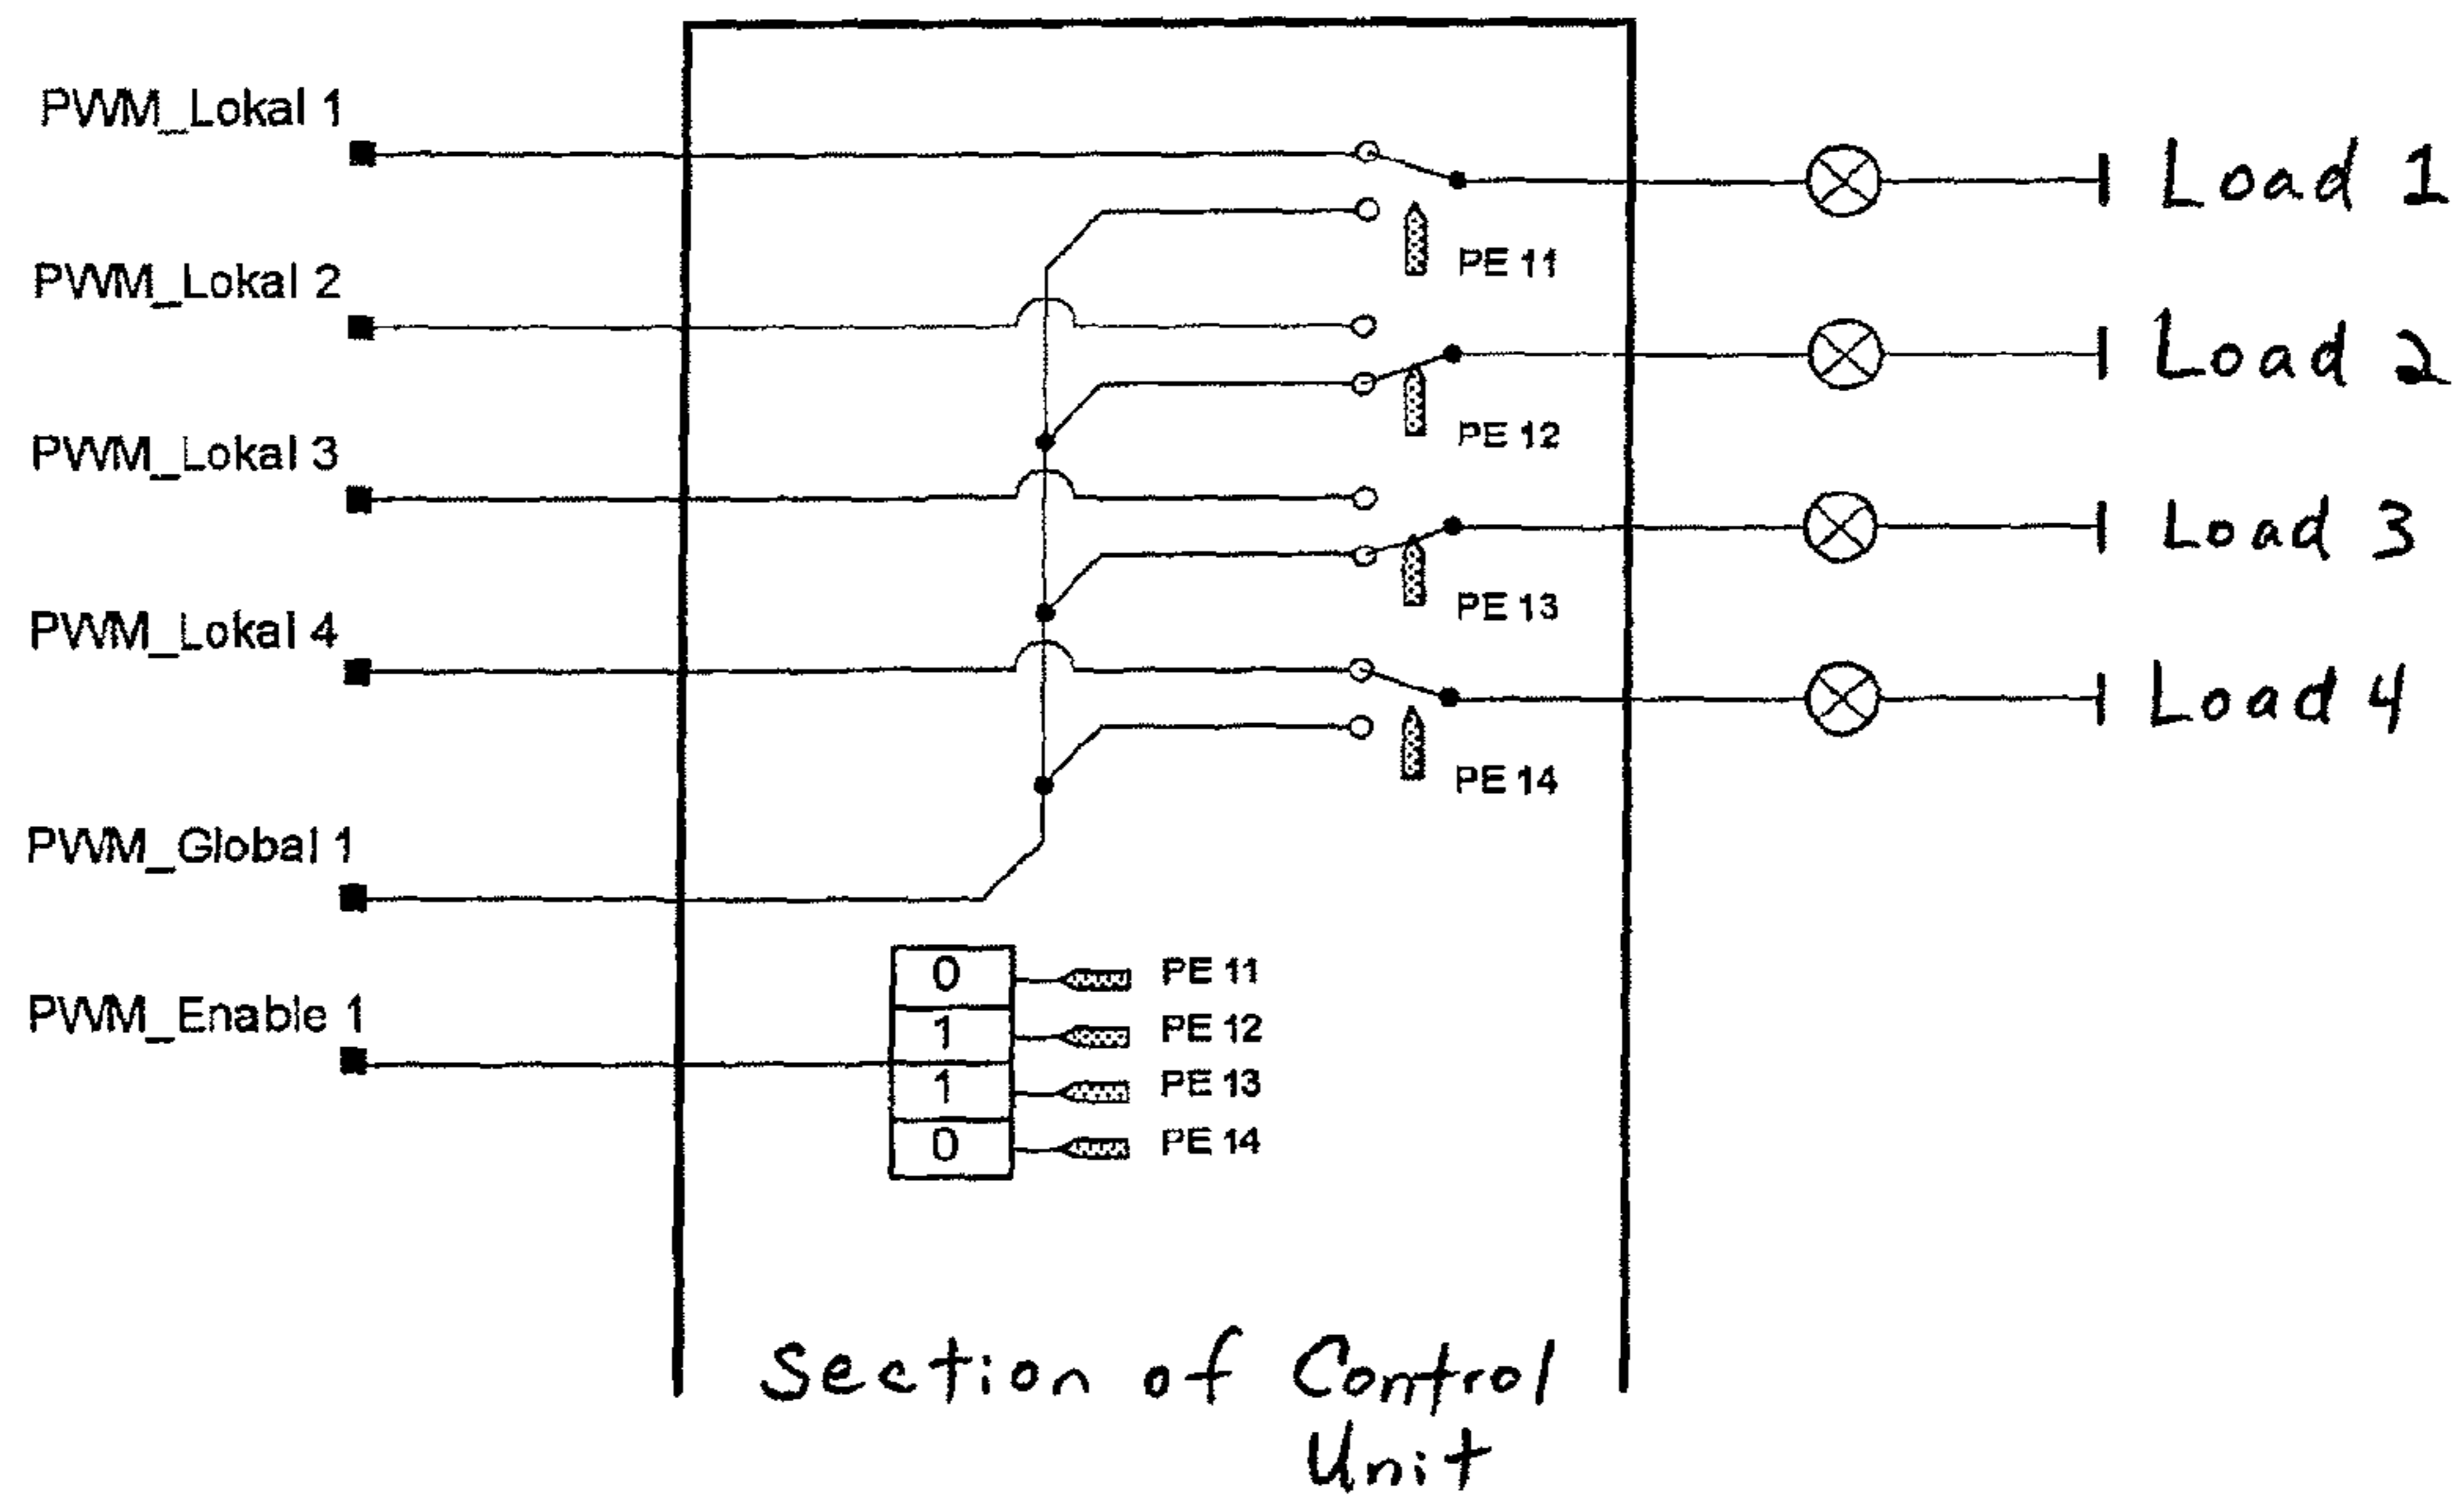 PWM_Lokal 1
Load 1
PE 11
PWM_Lokal 2
Load 2
PE 12
PWM_Lokal 3
Load 3
PE 13
PWM_Lokal 4
Load 4
PE 14
PWM_Global 1
0 PE 11
PWM_Enable 1
1 PE 12
1 PE 13
0 PE 14
Section of Control
Unit